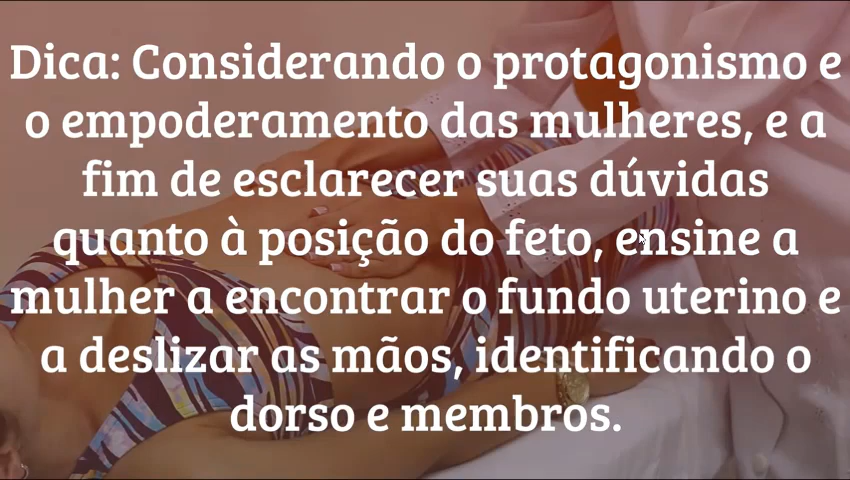 Dica: Considerando o protagonismo e
o empoderamento das mulheres, e a
fim de esclarecer suas dúvidas
quanto à posição do feto, ensine a
mulher a encontrar o fundo uterino e
a deslizar as mãos, identificando o
dorso e membros.